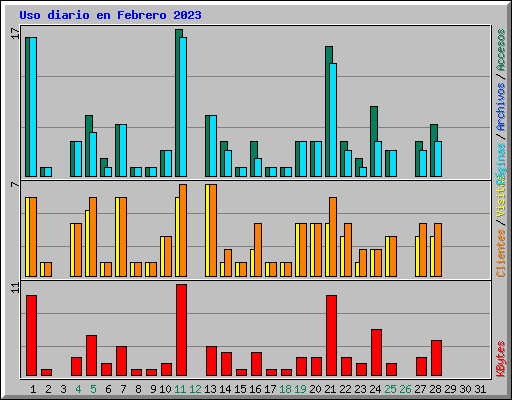 Uso diario en Febrero 2023
17
7
11
1 2 3 4 5 6 7 8 9 10 11 12 13 14 15 16 17 18 19 20 21 22 23 24 25 26 27 28 29 30 31
Clientes / Visitas
Páginas / Archivos / Accesos
KBytes